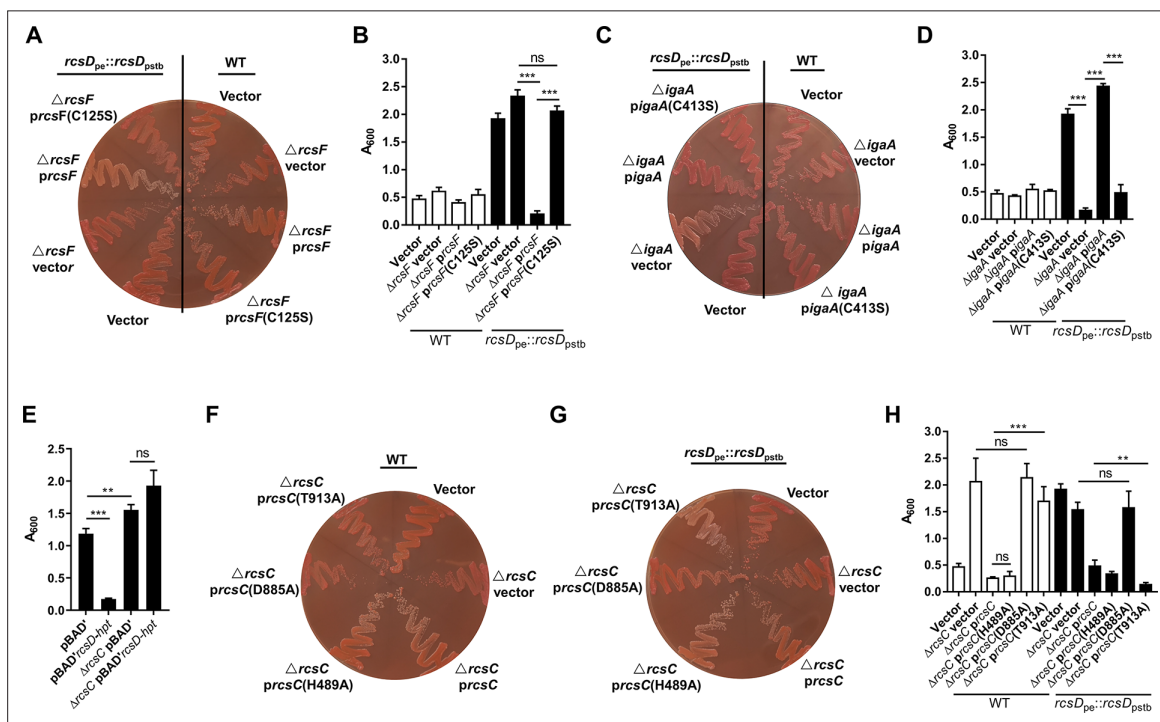 A
rcsDpe::rcsDpstb
WT
△rcsF
prcsF(C125S)
Vector
△rcsF
prcsF
△rcsF
vector
△rcsF
vector
△rcsF
prcsF
Vector
△rcsF
prcsF(C125S)
B
A600
3.0
2.5
2.0
1.5
1.0
0.5
0.0
ns
***
***
Vector
ΔrcsF vector
ΔrcsF prcsF
ΔrcsF prcsF(C125S)
Vector
ΔrcsF vector
ΔrcsF prcsF
ΔrcsF prcsF(C125S)
WT
rcsDpe::rcsDpstb
C
rcsDpe::rcsDpstb
WT
△igaA
pigaA(C413S)
Vector
△igaA
pigaA
△igaA
vector
△igaA
vector
△igaA
pigaA
Vector
△igaA
pigaA(C413S)
D
A600
3.0
2.5
2.0
1.5
1.0
0.5
0.0
***
***
***
Vector
ΔigaA vector
ΔigaA pigaA
ΔigaA pigaA(C413S)
Vector
ΔigaA vector
ΔigaA pigaA
ΔigaA pigaA(C413S)
WT
rcsDpe::rcsDpstb
E
A600
2.5
2.0
1.5
1.0
0.5
0.0
ns
**
***
pBAD'
pBAD'rcsD-hpt
ΔrcsC pBAD'
ΔrcsC pBAD'rcsD-hpt
F
WT
△rcsC
prcsC(T913A)
Vector
△rcsC
prcsC(D885A)
△rcsC
vector
△rcsC
prcsC(H489A)
△rcsC
prcsC
G
rcsDpe::rcsDpstb
△rcsC
prcsC(T913A)
Vector
△rcsC
prcsC(D885A)
△rcsC
vector
△rcsC
prcsC(H489A)
△rcsC
prcsC
H
A600
3.0
2.5
2.0
1.5
1.0
0.5
0.0
***
ns
ns
**
ns
Vector
ΔrcsC vector
ΔrcsC prcsC
ΔrcsC prcsC(H489A)
ΔrcsC prcsC(D885A)
ΔrcsC prcsC(T913A)
Vector
ΔrcsC vector
ΔrcsC prcsC
ΔrcsC prcsC(H489A)
ΔrcsC prcsC(D885A)
ΔrcsC prcsC(T913A)
WT
rcsDpe::rcsDpstb